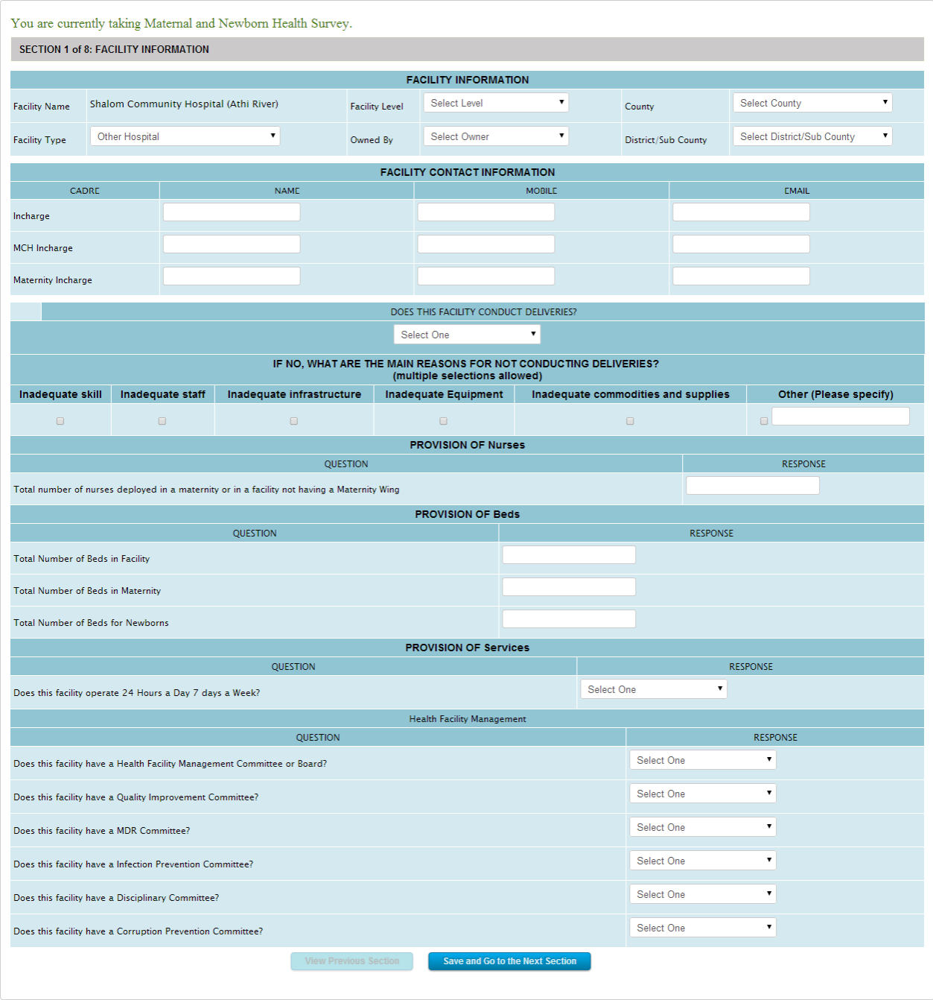 You are currently taking Maternal and Newborn Health Survey.
SECTION 1 of 8: FACILITY INFORMATION
FACILITY INFORMATION
Facility Name Shalom Community Hospital (Athi River) Facility Level Select Level County Select County
Facility Type Other Hospital Owned By Select Owner District/Sub County Select District/Sub County
FACILITY CONTACT INFORMATION
CADRE NAME MOBILE EMAIL
Incharge
MCH Incharge
Maternity Incharge
DOES THIS FACILITY CONDUCT DELIVERIES?
Select One
IF NO, WHAT ARE THE MAIN REASONS FOR NOT CONDUCTING DELIVERIES?
(multiple selections allowed)
Inadequate skill Inadequate staff Inadequate infrastructure Inadequate Equipment Inadequate commodities and supplies Other (Please specify)
PROVISION OF Nurses
QUESTION RESPONSE
Total number of nurses deployed in a maternity or in a facility not having a Maternity Wing
PROVISION OF Beds
QUESTION RESPONSE
Total Number of Beds in Facility
Total Number of Beds in Maternity
Total Number of Beds for Newborns
PROVISION OF Services
QUESTION RESPONSE
Does this facility operate 24 Hours a Day 7 days a Week? Select One
Health Facility Management
QUESTION RESPONSE
Does this facility have a Health Facility Management Committee or Board? Select One
Does this facility have a Quality Improvement Committee? Select One
Does this facility have a MDR Committee? Select One
Does this facility have a Infection Prevention Committee? Select One
Does this facility have a Disciplinary Committee? Select One
Does this facility have a Corruption Prevention Committee? Select One
View Previous Section Save and Go to the Next Section